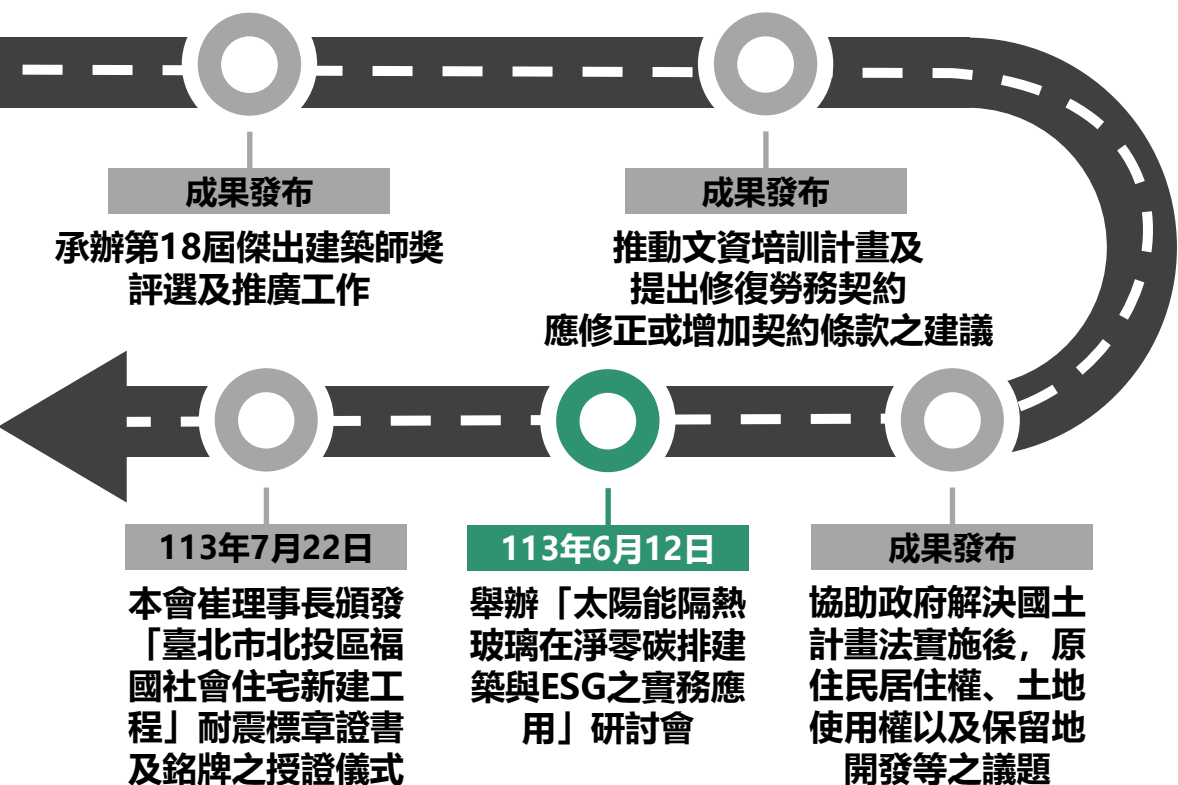 成果發布
承辦第18屆傑出建築師獎
評選及推廣工作
成果發布
推動文資培訓計畫及
提出修復勞務契約
應修正或增加契約條款之建議
113年7月22日
本會崔理事長頒發
「臺北市北投區福
國社會住宅新建工
程」耐震標章證書
及銘牌之授證儀式
113年6月12日
舉辦「太陽能隔熱
玻璃在淨零碳排建
築與ESG之實務應
用」研討會
成果發布
協助政府解決國土
計畫法實施後，原
住民居住權、土地
使用權以及保留地
開發等之議題